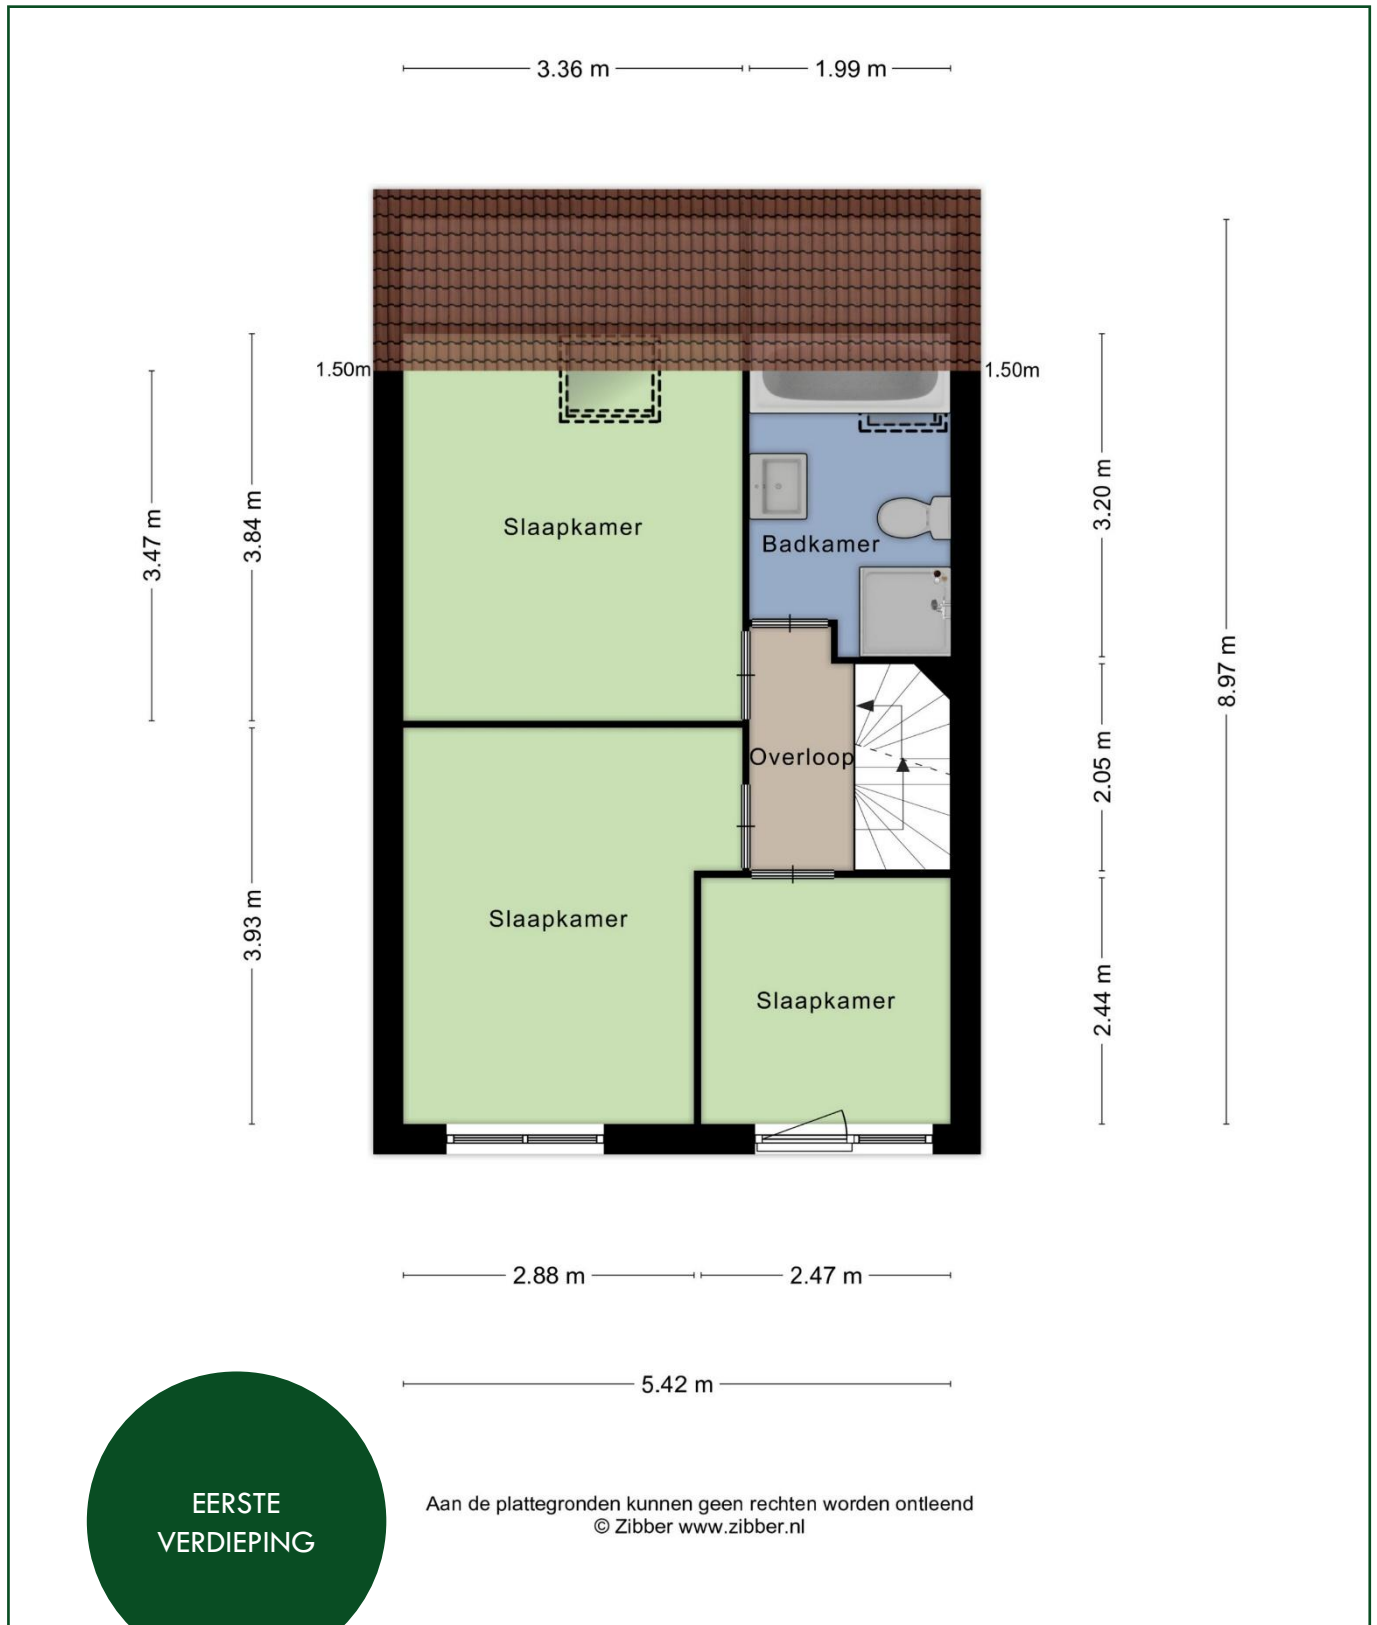 3.36 m
1.99 m
1.50m
1.50m
3.47 m
3.84 m
3.93 m
Slaapkamer
Badkamer
Overloop
Slaapkamer
Slaapkamer
3.20 m
2.05 m
2.44 m
8.97 m
2.88 m
2.47 m
5.42 m
EERSTE
VERDIEPING
Aan de plattegronden kunnen geen rechten worden ontleend
© Zibber www.zibber.nl